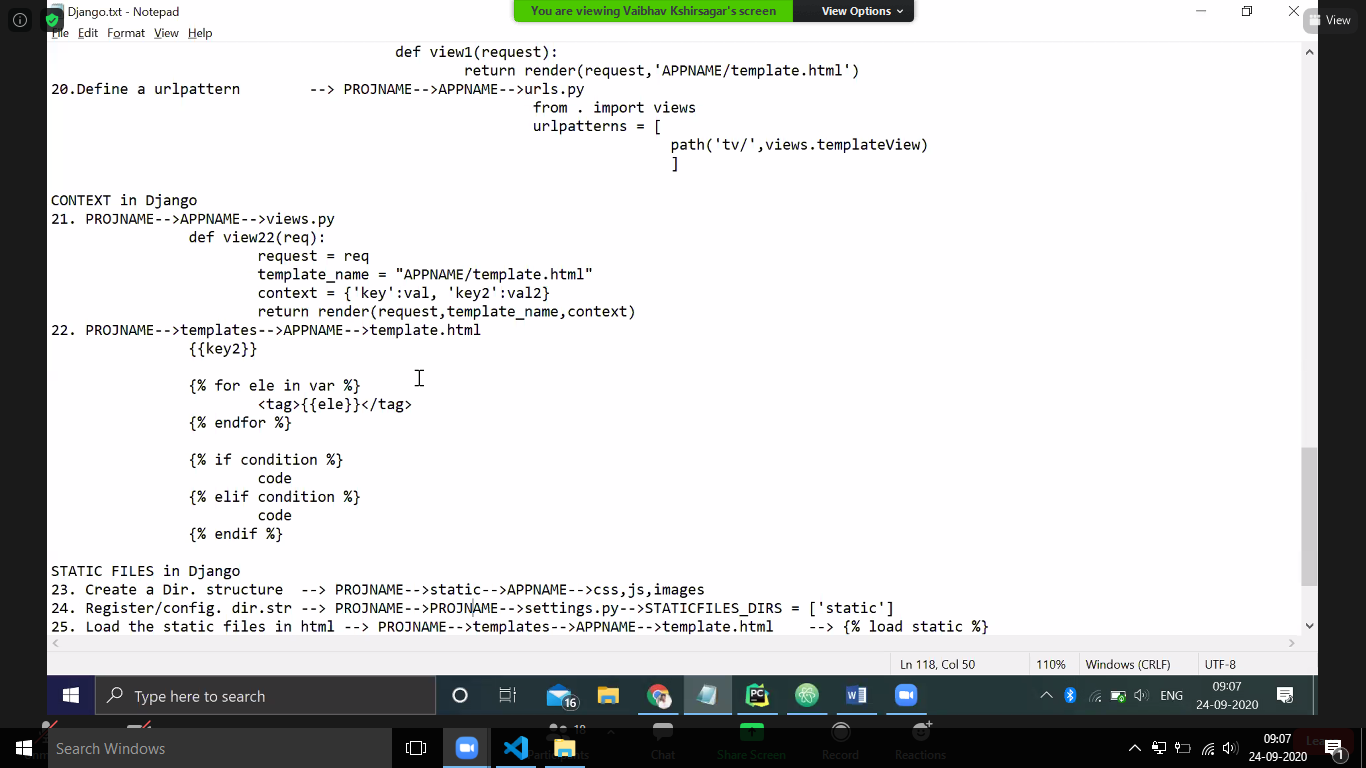 Django.txt - Notepad
You are viewing Vaibhav Kshirsagar's screen
View Options
View
File Edit Format View Help
def view1(request):
return render(request,'APPNAME/template.html')
20.Define a urlpattern --> PROJNAME-->APPNAME-->urls.py
from . import views
urlpatterns = [
path('tv/',views.templateView)
]
CONTEXT in Django
21. PROJNAME-->APPNAME-->views.py
def view22(req):
request = req
template_name = "APPNAME/template.html"
context = {'key':val, 'key2':val2}
return render(request,template_name,context)
22. PROJNAME-->templates-->APPNAME-->template.html
{{key2}}
{% for ele in var %}
<tag>{{ele}}</tag>
{% endfor %}
{% if condition %}
code
{% elif condition %}
code
{% endif %}
STATIC FILES in Django
23. Create a Dir. structure --> PROJNAME-->static-->APPNAME-->css,js,images
24. Register/config. dir.str --> PROJNAME-->PROJNAME-->settings.py-->STATICFILES_DIRS = ['static']
25. Load the static files in html --> PROJNAME-->templates-->APPNAME-->template.html --> {% load static %}
Ln 118, Col 50 110% Windows (CRLF) UTF-8
Type here to search
16
PC
W
ENG
09:07
24-09-2020
18
Participants
Chat
Share Screen
Record
Reactions
Search Windows
09:07
24-09-2020
1